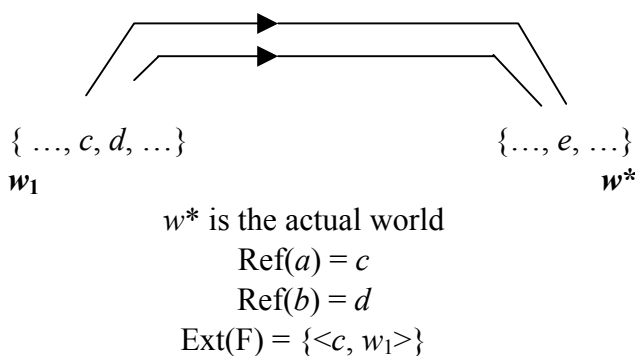 { …, c, d, …} {…, e, …}
w₁ w*
w* is the actual world
Ref(a) = c
Ref(b) = d
Ext(F) = {<c, w₁>}